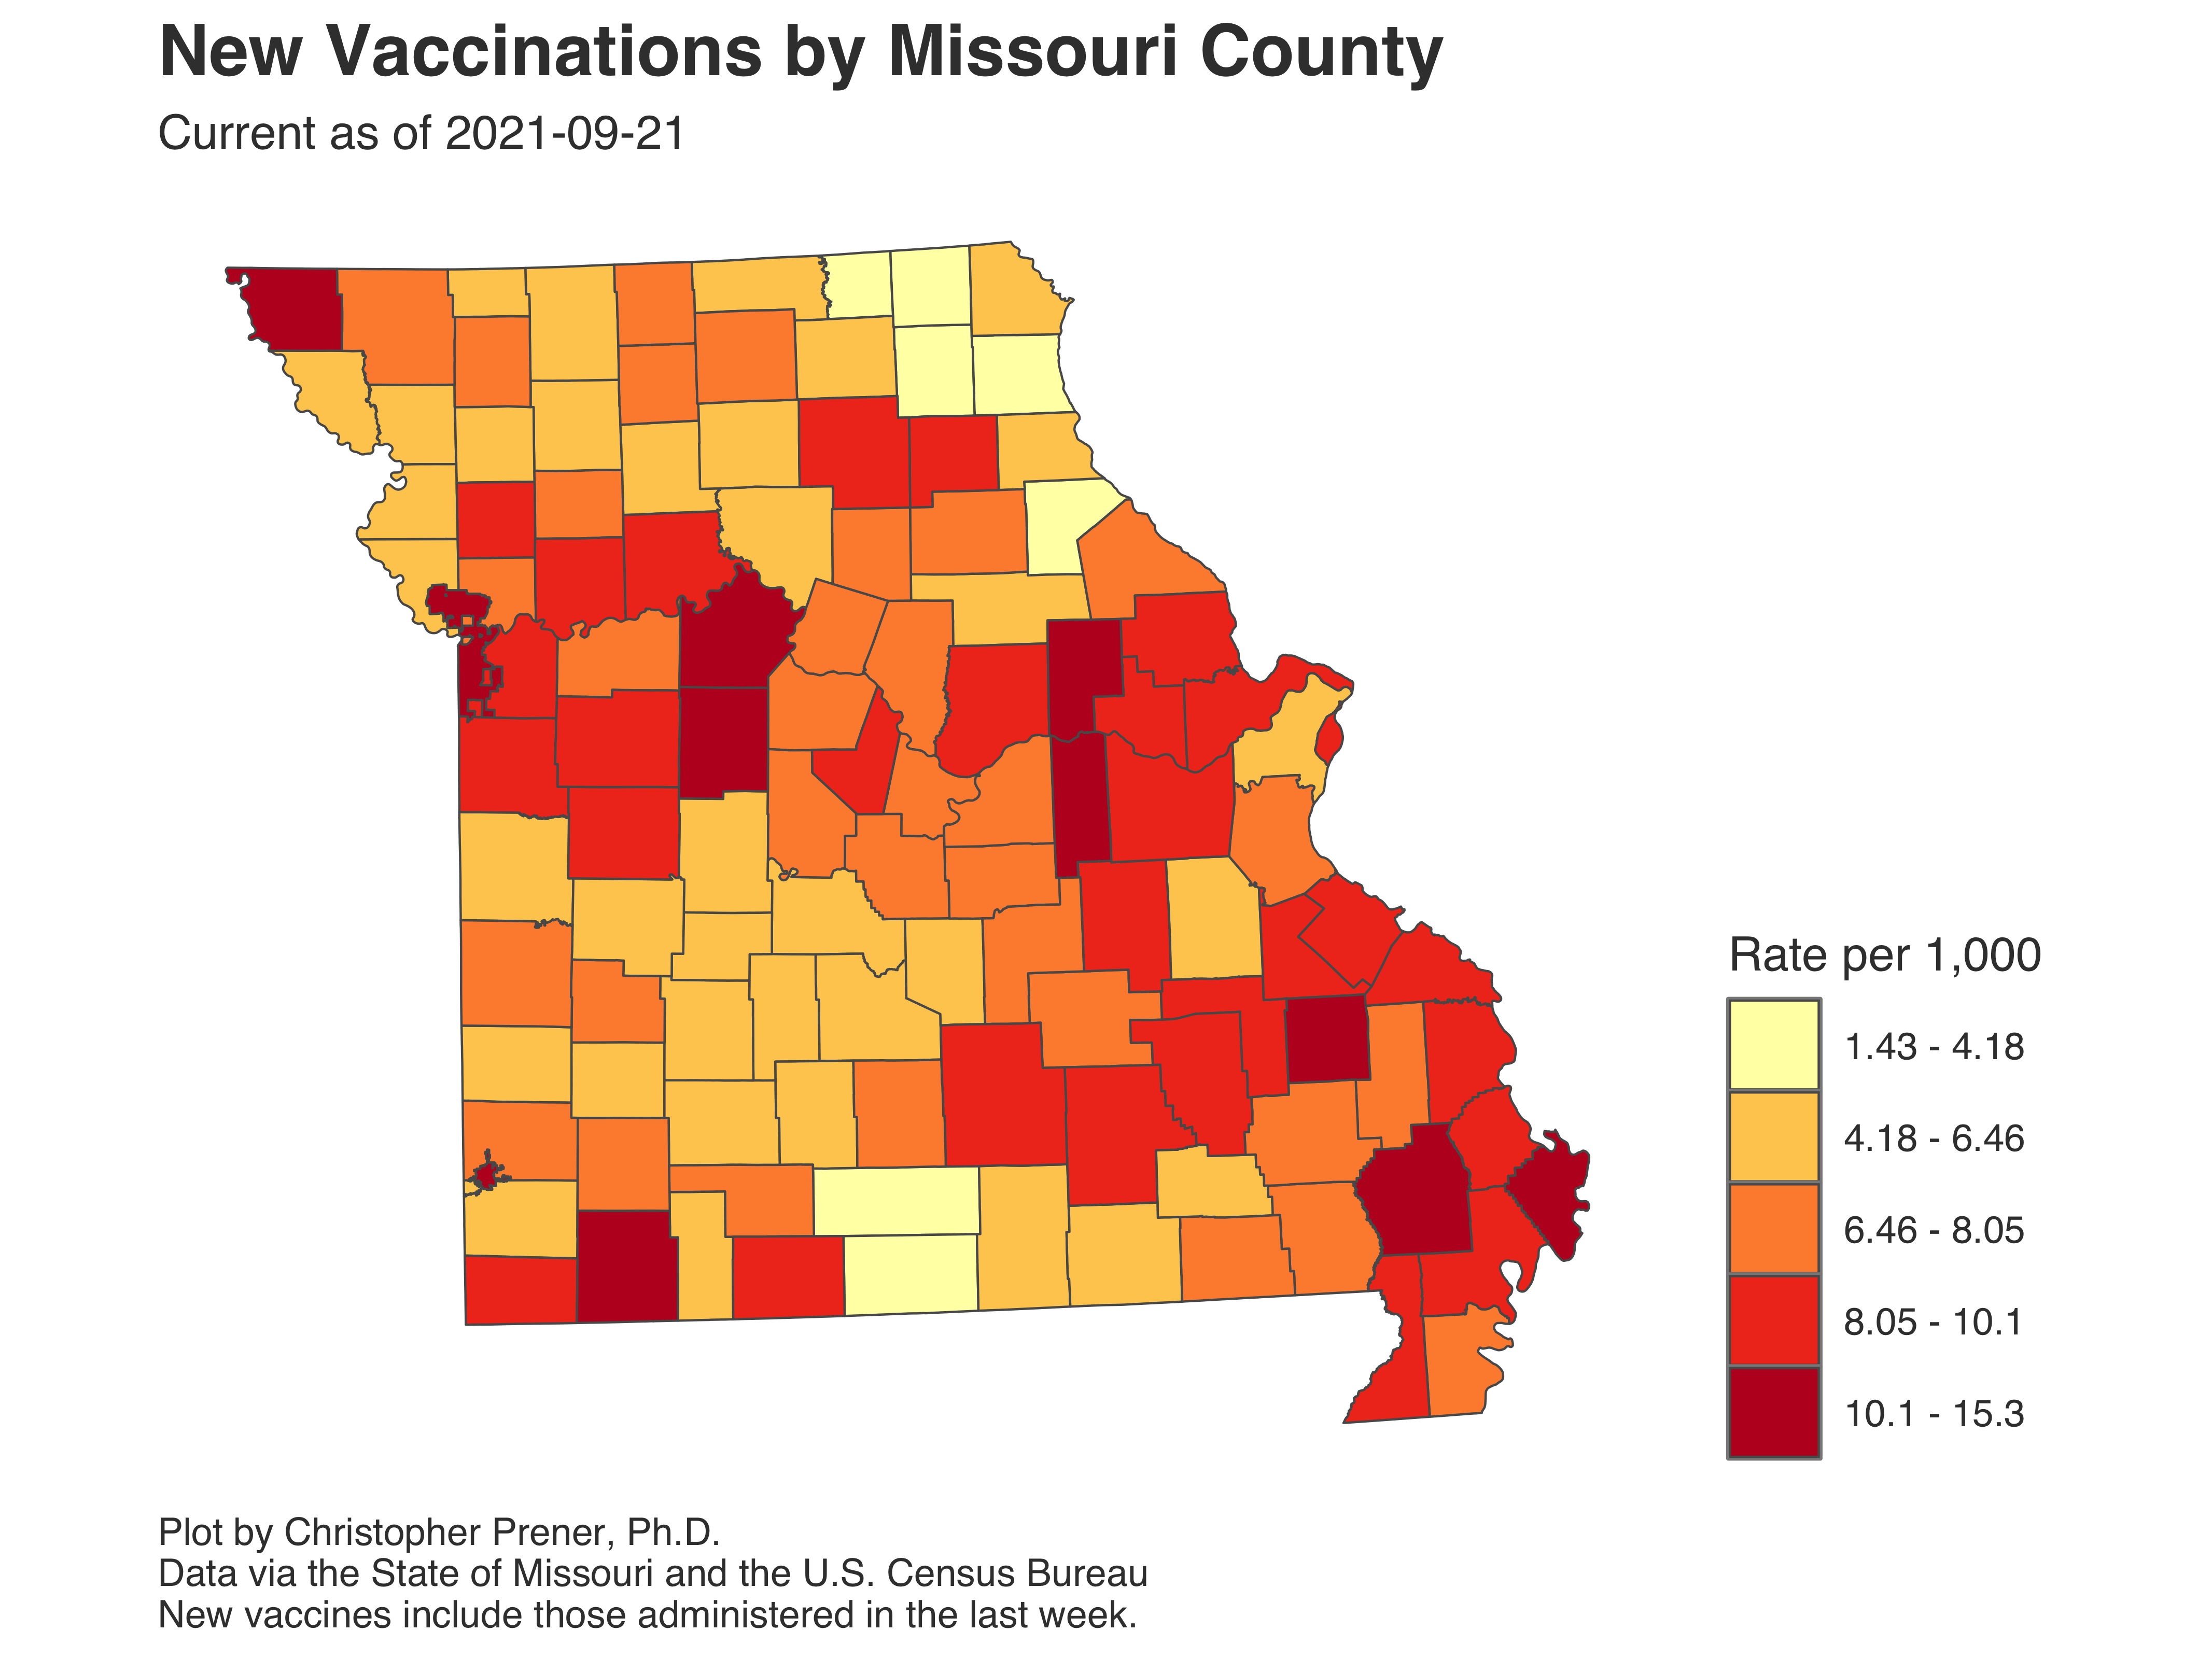 New Vaccinations by Missouri County
Current as of 2021-09-21
Rate per 1,000
1.43 - 4.18
4.18 - 6.46
6.46 - 8.05
8.05 - 10.1
10.1 - 15.3
Plot by Christopher Prener, Ph.D.
Data via the State of Missouri and the U.S. Census Bureau
New vaccines include those administered in the last week.